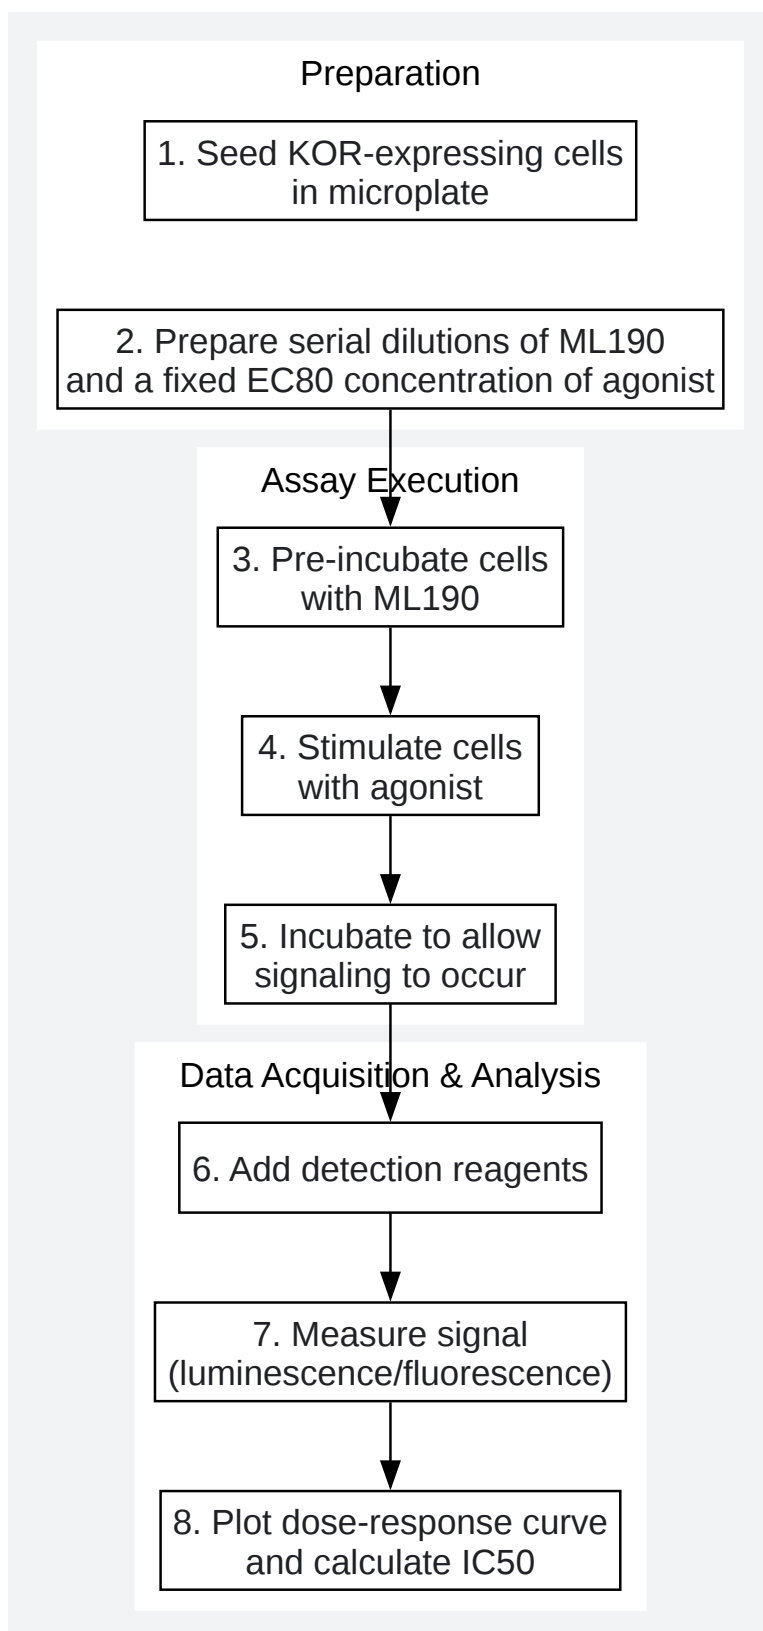 Preparation
1. Seed KOR-expressing cells
in microplate
2. Prepare serial dilutions of ML190
and a fixed EC80 concentration of agonist
Assay Execution
3. Pre-incubate cells
with ML190
4. Stimulate cells
with agonist
5. Incubate to allow
signaling to occur
Data Acquisition & Analysis
6. Add detection reagents
7. Measure signal
(luminescence/fluorescence)
8. Plot dose-response curve
and calculate IC50